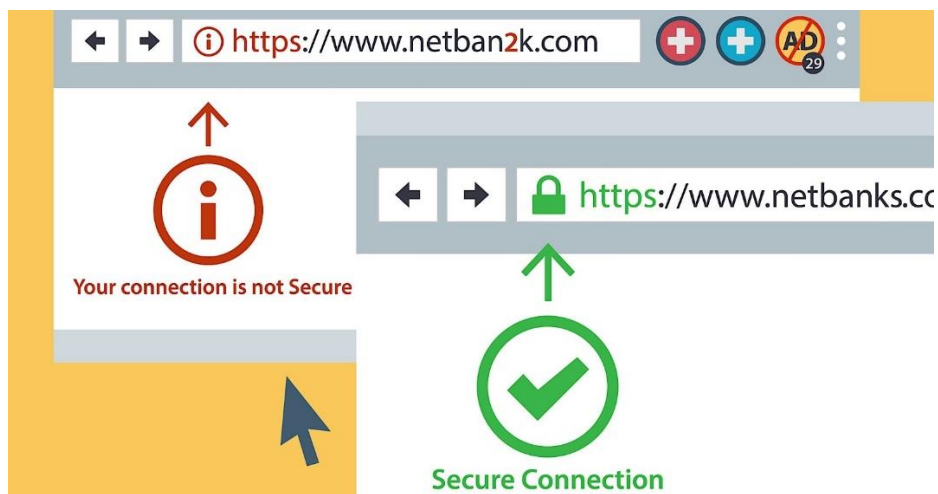 https://www.netban2k.com
AD
29
Your connection is not Secure
https://www.netbanks.co
Secure Connection